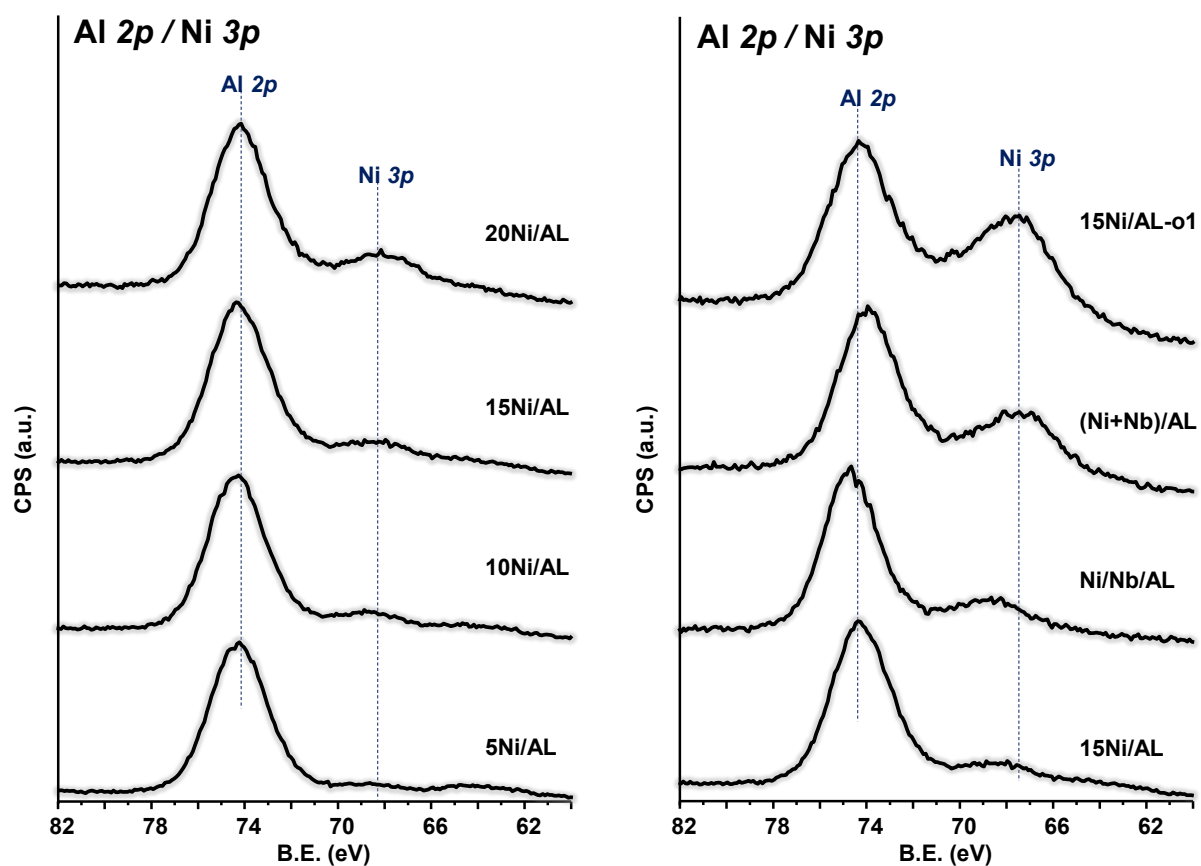 Al 2p / Ni 3p
Al 2p
Ni 3p
20Ni/AL
15Ni/AL
10Ni/AL
5Ni/AL
CPS (a.u.)
82 78 74 70 66 62
B.E. (eV)
Al 2p / Ni 3p
Al 2p
Ni 3p
15Ni/AL-o1
(Ni+Nb)/AL
Ni/Nb/AL
15Ni/AL
CPS (a.u.)
82 78 74 70 66 62
B.E. (eV)